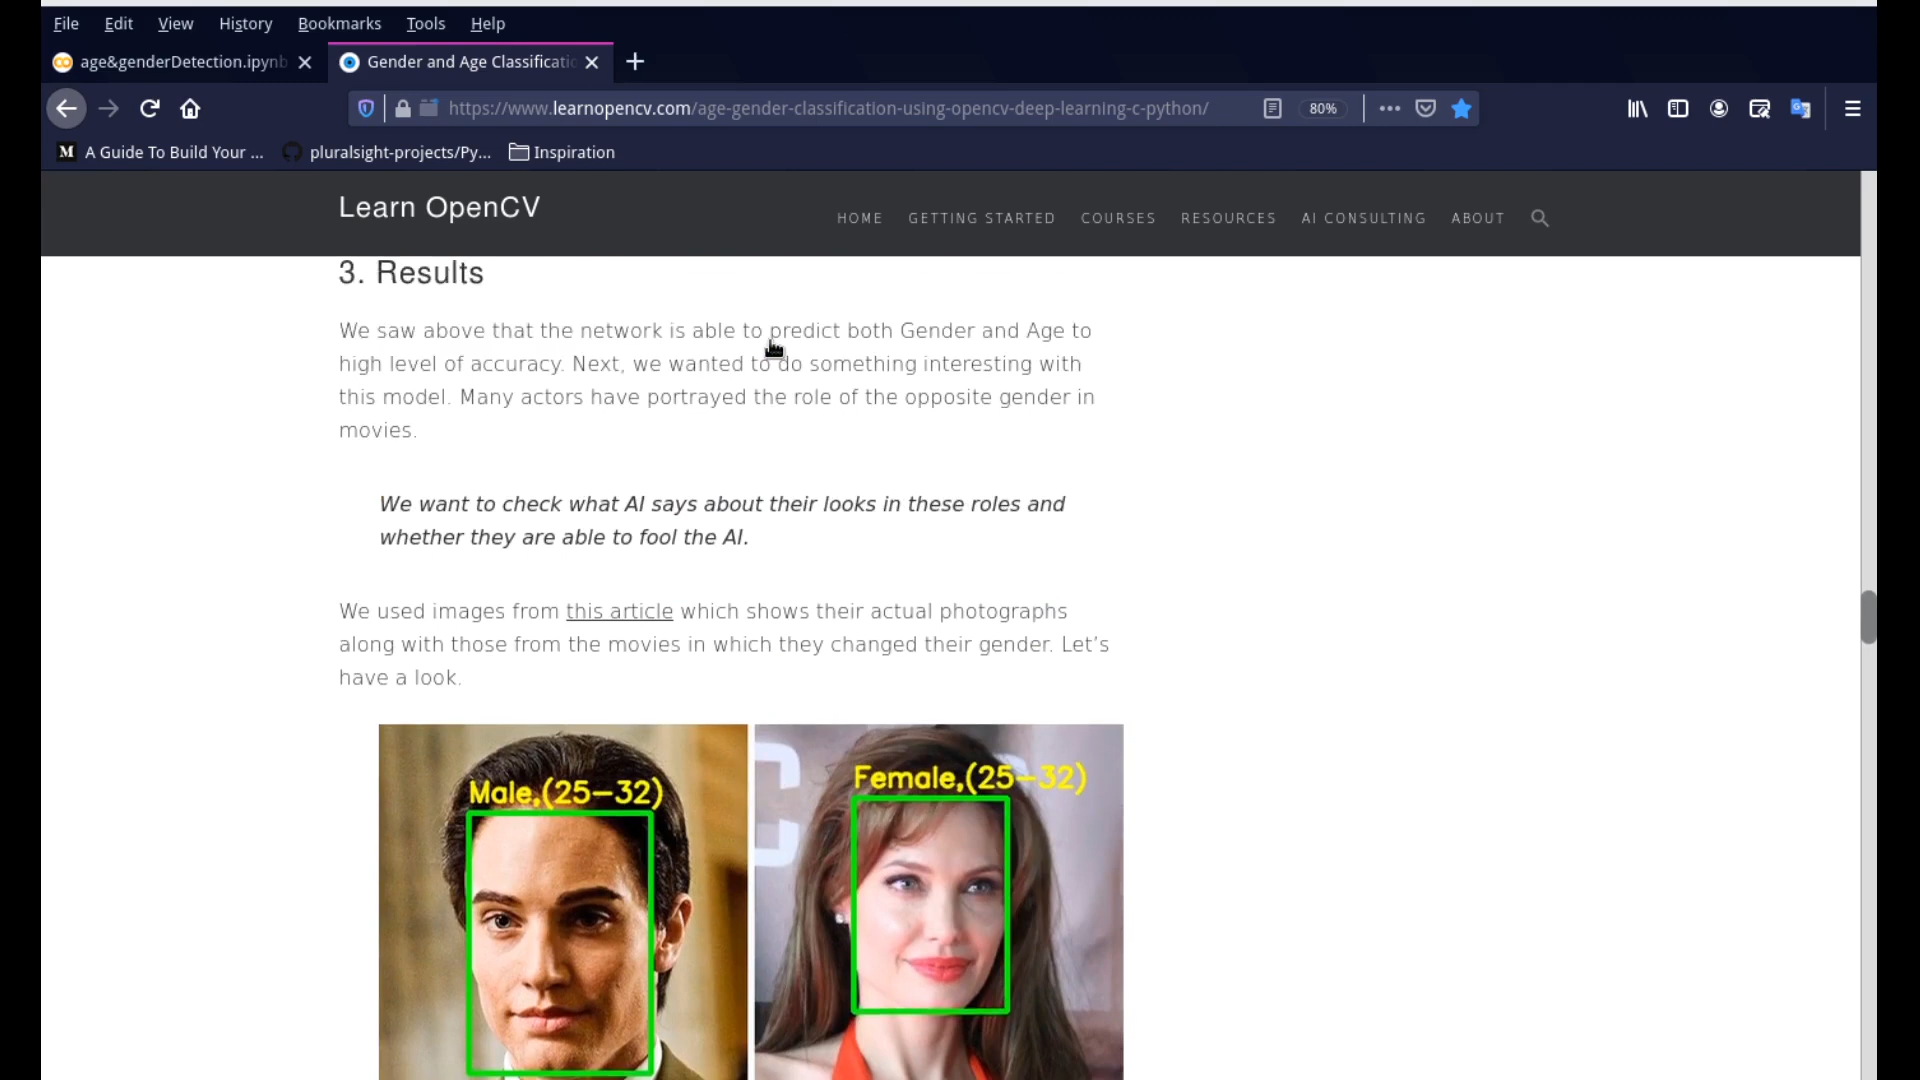 File Edit View History Bookmarks Tools Help
age&genderDetection.ipynb Gender and Age Classificatio
https://www.learnopencv.com/age-gender-classification-using-opencv-deep-learning-c-python/ 80%
M A Guide To Build Your ... pluralsight-projects/Py... Inspiration
Learn OpenCV
HOME GETTING STARTED COURSES RESOURCES AI CONSULTING ABOUT
3. Results
We saw above that the network is able to predict both Gender and Age to
high level of accuracy. Next, we wanted to do something interesting with
this model. Many actors have portrayed the role of the opposite gender in
movies.
We want to check what AI says about their looks in these roles and
whether they are able to fool the AI.
We used images from this article which shows their actual photographs
along with those from the movies in which they changed their gender. Let’s
have a look.
Male,(25-32)
Female,(25-32)